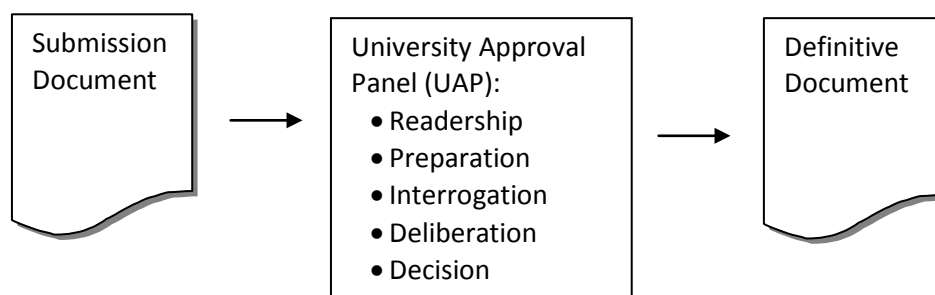 Submission
Document
University Approval
Panel (UAP):
• Readership
• Preparation
• Interrogation
• Deliberation
• Decision
Definitive
Document